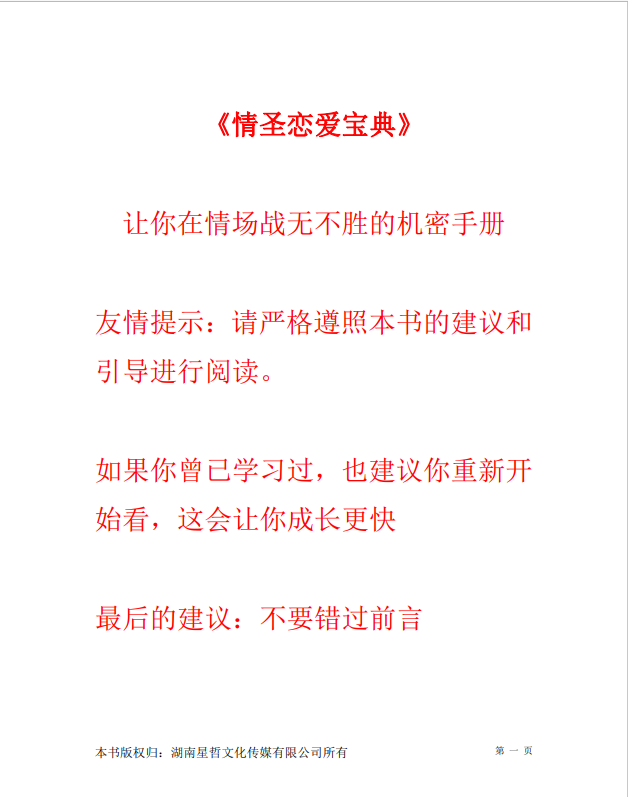 《情圣恋爱宝典》
让你在情场战无不胜的机密手册
友情提示：请严格遵照本书的建议和
引导进行阅读。
如果你曾已学习过，也建议你重新开
始看，这会让你成长更快
最后的建议：不要错过前言
本书版权归：湖南星哲文化传媒有限公司所有
第 一 页